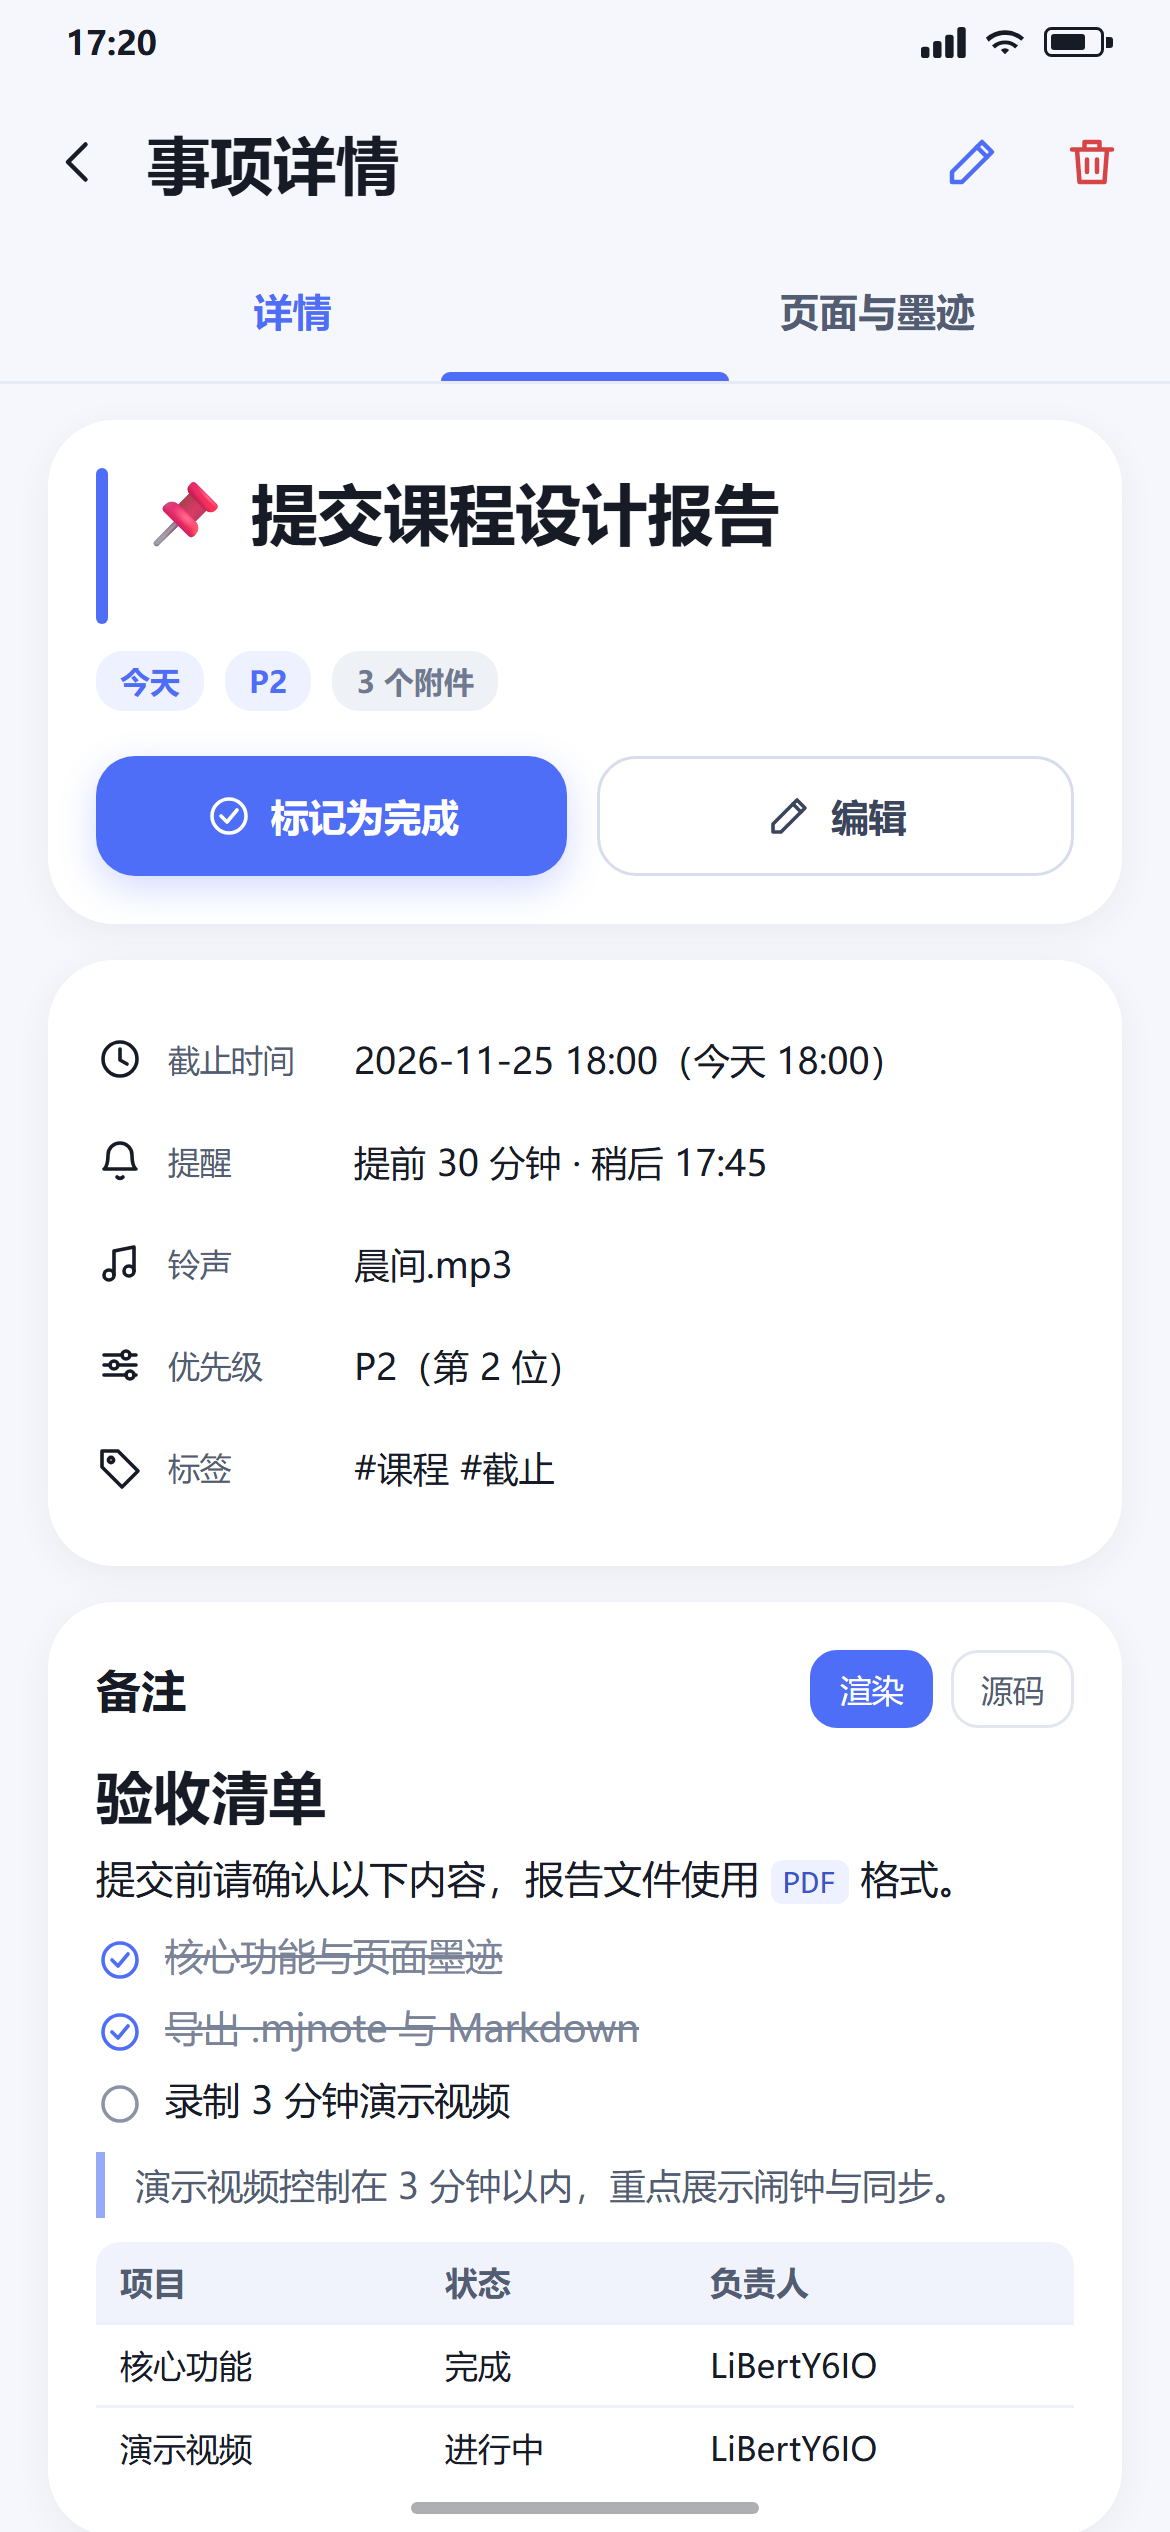 17:20
事项详情
详情 页面与墨迹
提交课程设计报告
今天 P2 3 个附件
标记为完成 编辑
截止时间 2026-11-25 18:00（今天 18:00）
提醒 提前 30 分钟 · 稍后 17:45
铃声 晨间.mp3
优先级 P2（第 2 位）
标签 #课程 #截止
备注 渲染 源码
验收清单
提交前请确认以下内容，报告文件使用 PDF 格式。
核心功能与页面墨迹
导出 .mjnote 与 Markdown
录制 3 分钟演示视频
演示视频控制在 3 分钟以内，重点展示闹钟与同步。
项目 状态 负责人
核心功能 完成 LiBertY6IO
演示视频 进行中 LiBertY6IO